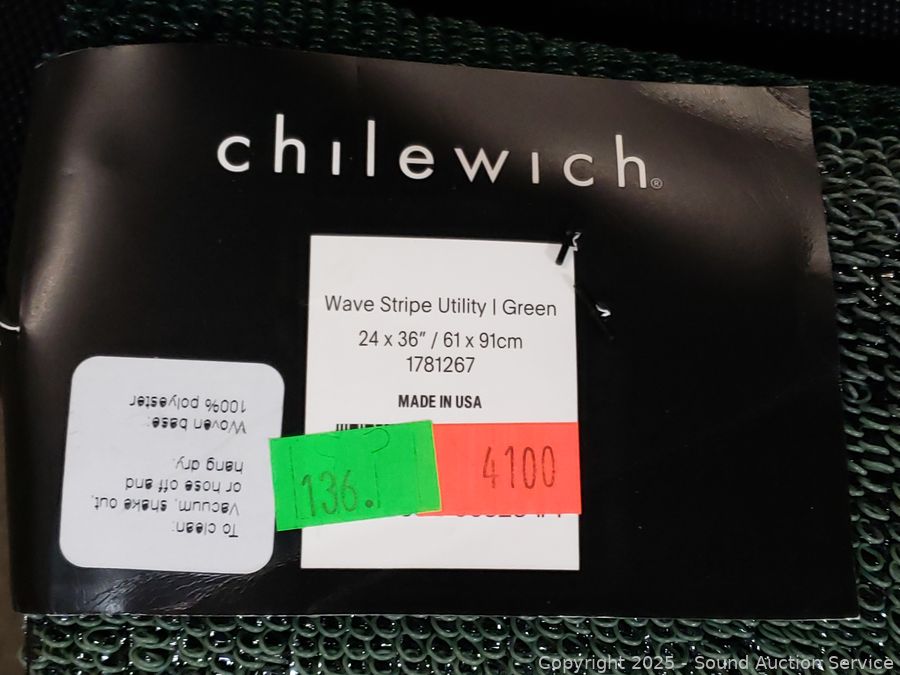 chilewich®
Wave Stripe Utility | Green
24 x 36" / 61 x 91cm
1781267
MADE IN USA
136.
4100
To clean:
Vacuum, shake out,
or hose off and
hang dry.
Woven base:
100% polyester
Copyright 2025 - Sound Auction Service